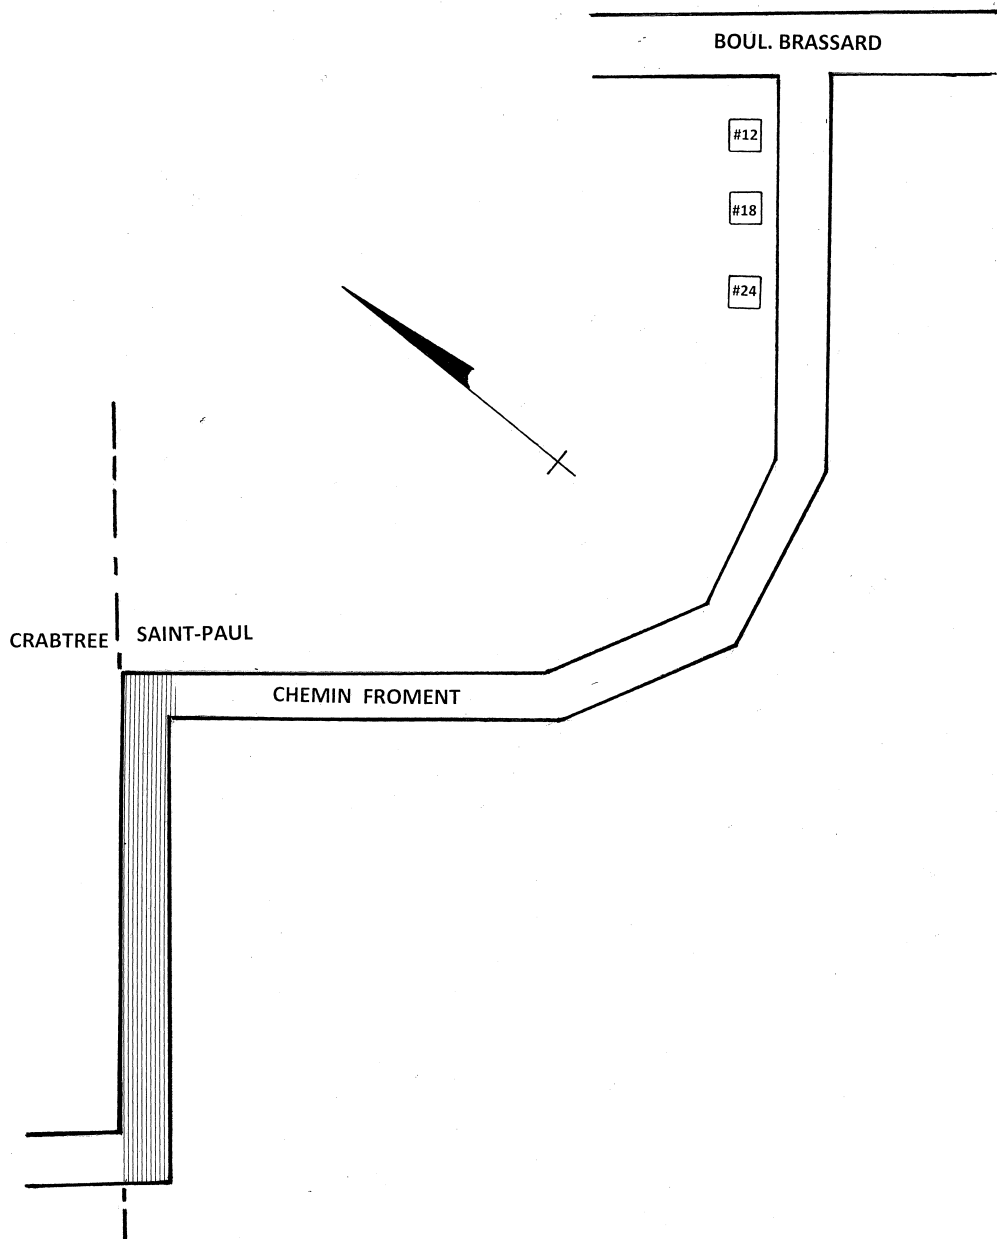 BOUL. BRASSARD
#12
#18
#24
CRABTREE
SAINT-PAUL
CHEMIN FROMENT